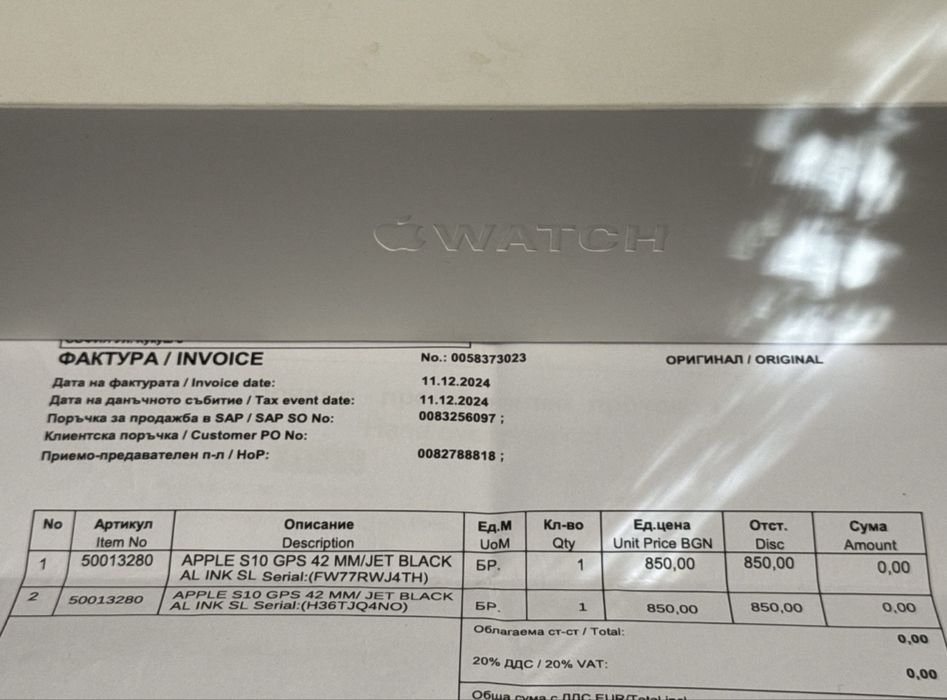 WATCH
ФАКТУРА / INVOICE
No.: 0058373023
ОРИГИНАЛ / ORIGINAL
Дата на фактурата / Invoice date: 11.12.2024
Дата на данъчното събитие / Tax event date: 11.12.2024
Поръчка за продажба в SAP / SAP SO No: 0083256097 ;
Клиентска поръчка / Customer PO No:
Приемо-предавателен п-л / HoP: 0082788818 ;
No Артикул Описание Ед.М Кл-во Ед.цена Отст. Сума
Item No Description UoM Qty Unit Price BGN Disc Amount
1 50013280 APPLE S10 GPS 42 MM/JET BLACK БР. 1 850,00 850,00 0,00
AL INK SL Serial:(FW77RWJ4TH)
2 50013280 APPLE S10 GPS 42 MM/ JET BLACK БР. 1 850,00 850,00 0,00
AL INK SL Serial:(H36TJQ4NO)
Облагаема ст-ст / Total: 0,00
20% ДДС / 20% VAT: 0,00